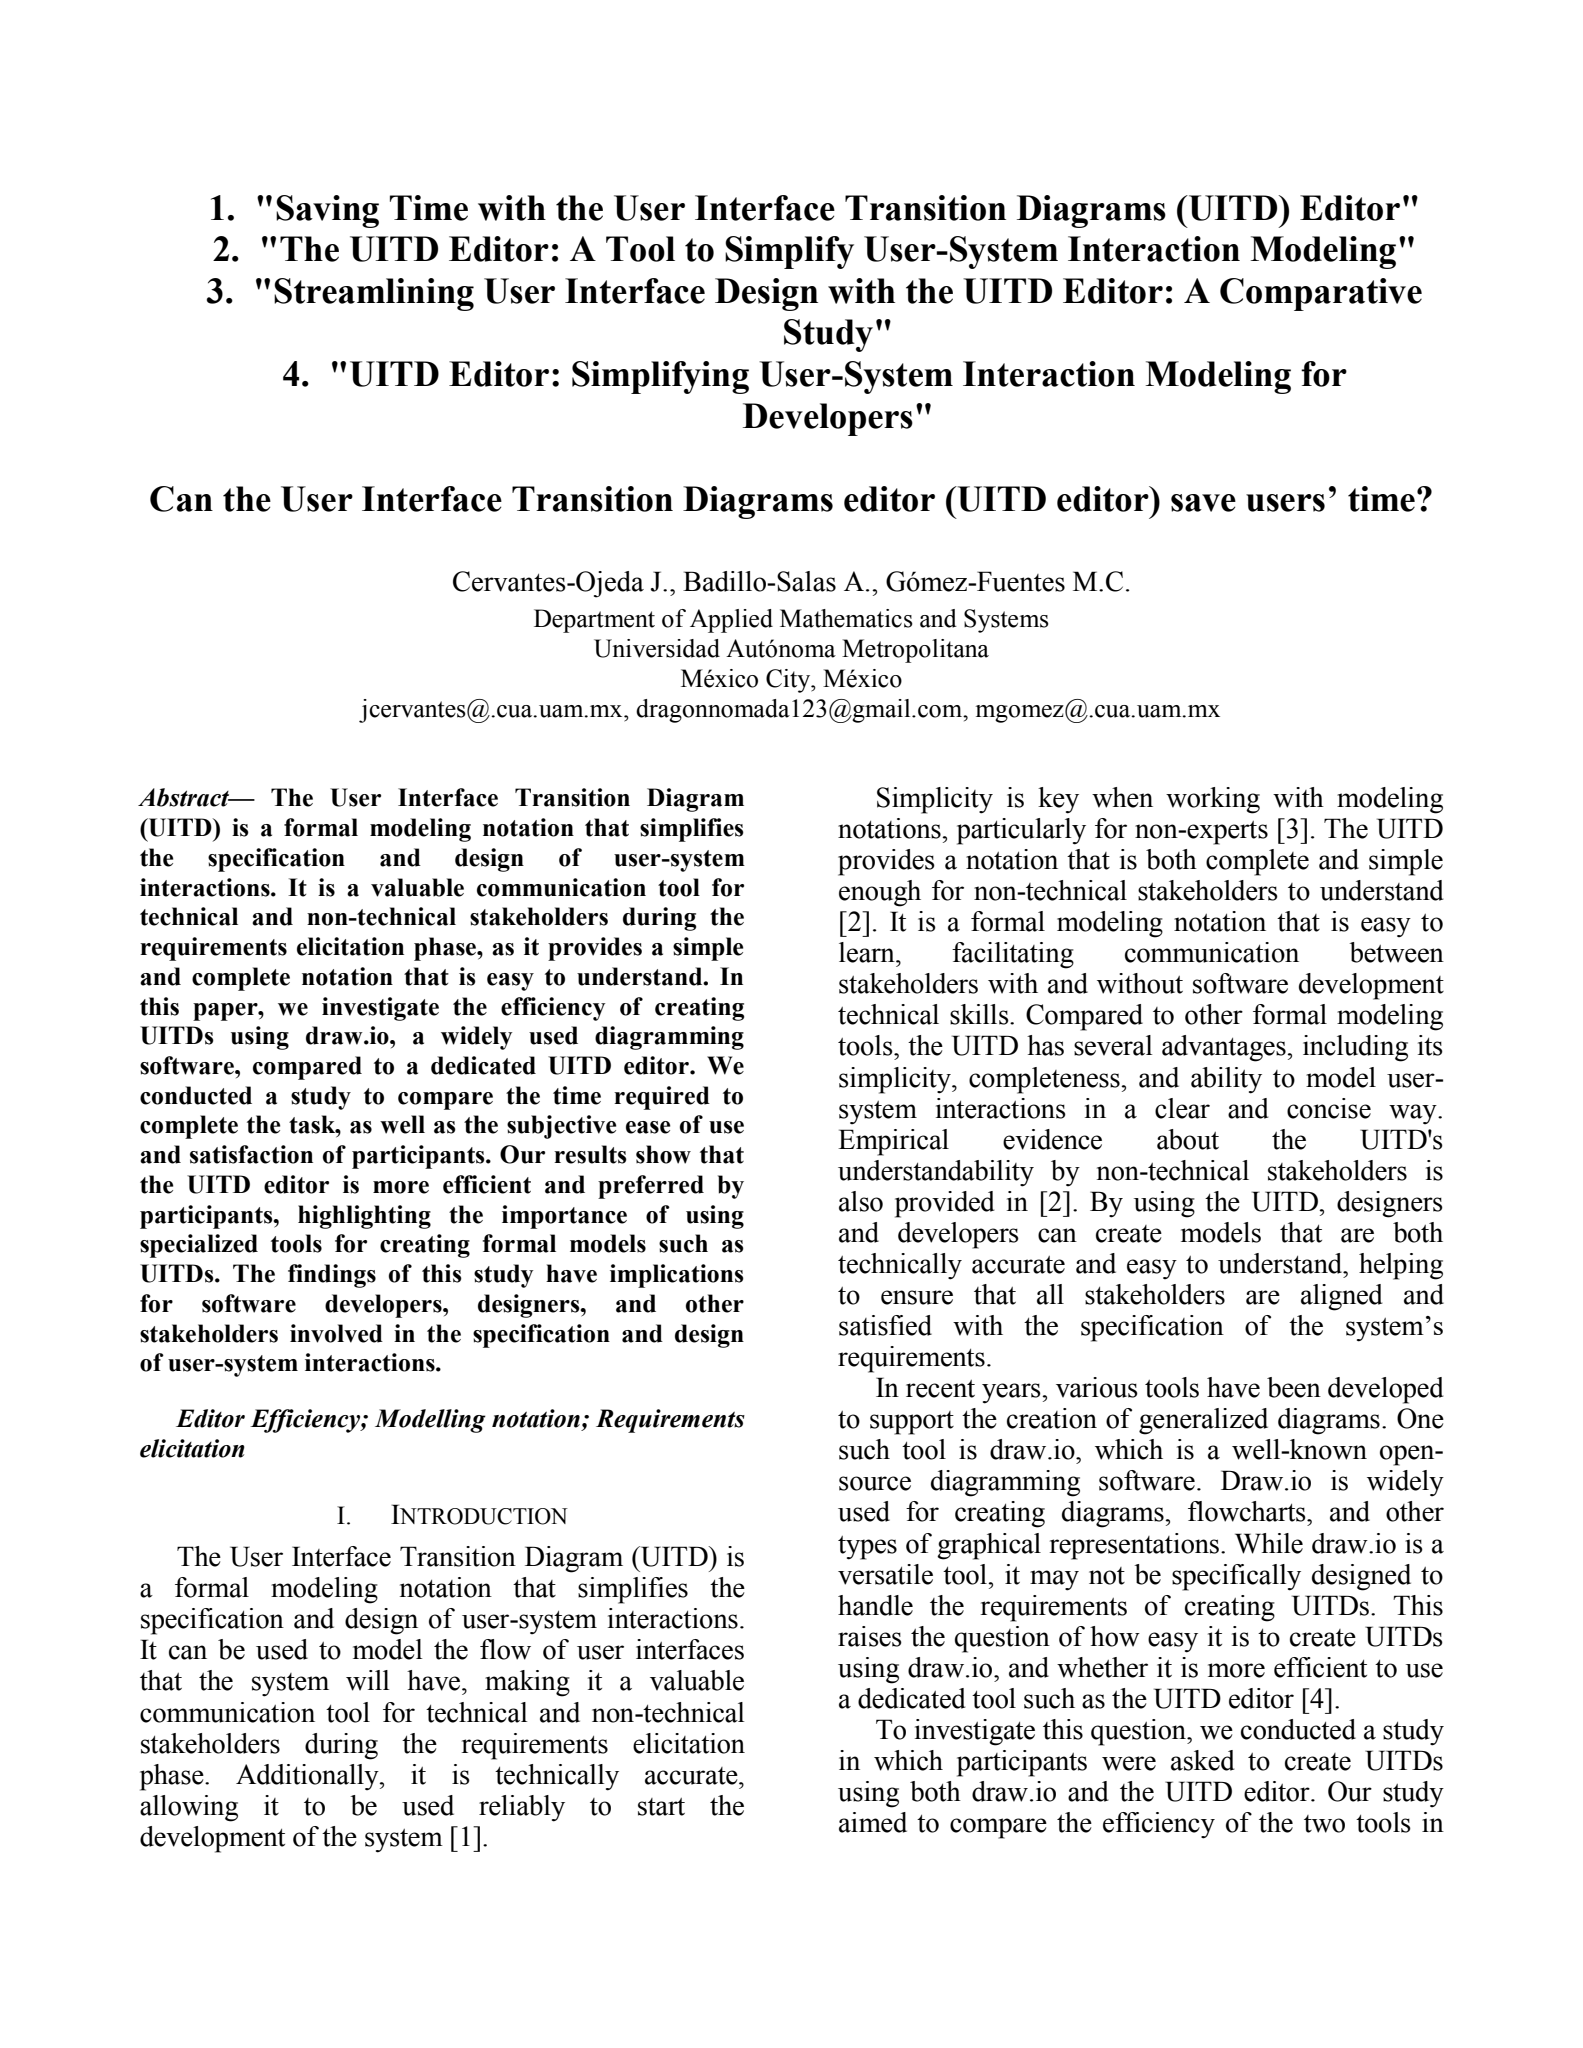 1. "Saving Time with the User Interface Transition Diagrams (UITD) Editor"
2. "The UITD Editor: A Tool to Simplify User-System Interaction Modeling"
3. "Streamlining User Interface Design with the UITD Editor: A Comparative
Study"
4. "UITD Editor: Simplifying User-System Interaction Modeling for
Developers"
Can the User Interface Transition Diagrams editor (UITD editor) save users’ time?
Cervantes-Ojeda J., Badillo-Salas A., Gómez-Fuentes M.C.
Department of Applied Mathematics and Systems
Universidad Autónoma Metropolitana
México City, México
jcervantes@.cua.uam.mx, dragonnomada123@gmail.com, mgomez@.cua.uam.mx
Abstract— The User Interface Transition Diagram
(UITD) is a formal modeling notation that simplifies
the specification and design of user-system
interactions. It is a valuable communication tool for
technical and non-technical stakeholders during the
requirements elicitation phase, as it provides a simple
and complete notation that is easy to understand. In
this paper, we investigate the efficiency of creating
UITDs using draw.io, a widely used diagramming
software, compared to a dedicated UITD editor. We
conducted a study to compare the time required to
complete the task, as well as the subjective ease of use
and satisfaction of participants. Our results show that
the UITD editor is more efficient and preferred by
participants, highlighting the importance of using
specialized tools for creating formal models such as
UITDs. The findings of this study have implications
for software developers, designers, and other
stakeholders involved in the specification and design
of user-system interactions.
Editor Efficiency; Modelling notation; Requirements
elicitation
I. INTRODUCTION
The User Interface Transition Diagram (UITD) is
a formal modeling notation that simplifies the
specification and design of user-system interactions.
It can be used to model the flow of user interfaces
that the system will have, making it a valuable
communication tool for technical and non-technical
stakeholders during the requirements elicitation
phase. Additionally, it is technically accurate,
allowing it to be used reliably to start the
development of the system [1].
Simplicity is key when working with modeling
notations, particularly for non-experts [3]. The UITD
provides a notation that is both complete and simple
enough for non-technical stakeholders to understand
[2]. It is a formal modeling notation that is easy to
learn, facilitating communication between
stakeholders with and without software development
technical skills. Compared to other formal modeling
tools, the UITD has several advantages, including its
simplicity, completeness, and ability to model user-
system interactions in a clear and concise way.
Empirical evidence about the UITD's
understandability by non-technical stakeholders is
also provided in [2]. By using the UITD, designers
and developers can create models that are both
technically accurate and easy to understand, helping
to ensure that all stakeholders are aligned and
satisfied with the specification of the system’s
requirements.
In recent years, various tools have been developed
to support the creation of generalized diagrams. One
such tool is draw.io, which is a well-known open-
source diagramming software. Draw.io is widely
used for creating diagrams, flowcharts, and other
types of graphical representations. While draw.io is a
versatile tool, it may not be specifically designed to
handle the requirements of creating UITDs. This
raises the question of how easy it is to create UITDs
using draw.io, and whether it is more efficient to use
a dedicated tool such as the UITD editor [4].
To investigate this question, we conducted a study
in which participants were asked to create UITDs
using both draw.io and the UITD editor. Our study
aimed to compare the efficiency of the two tools in